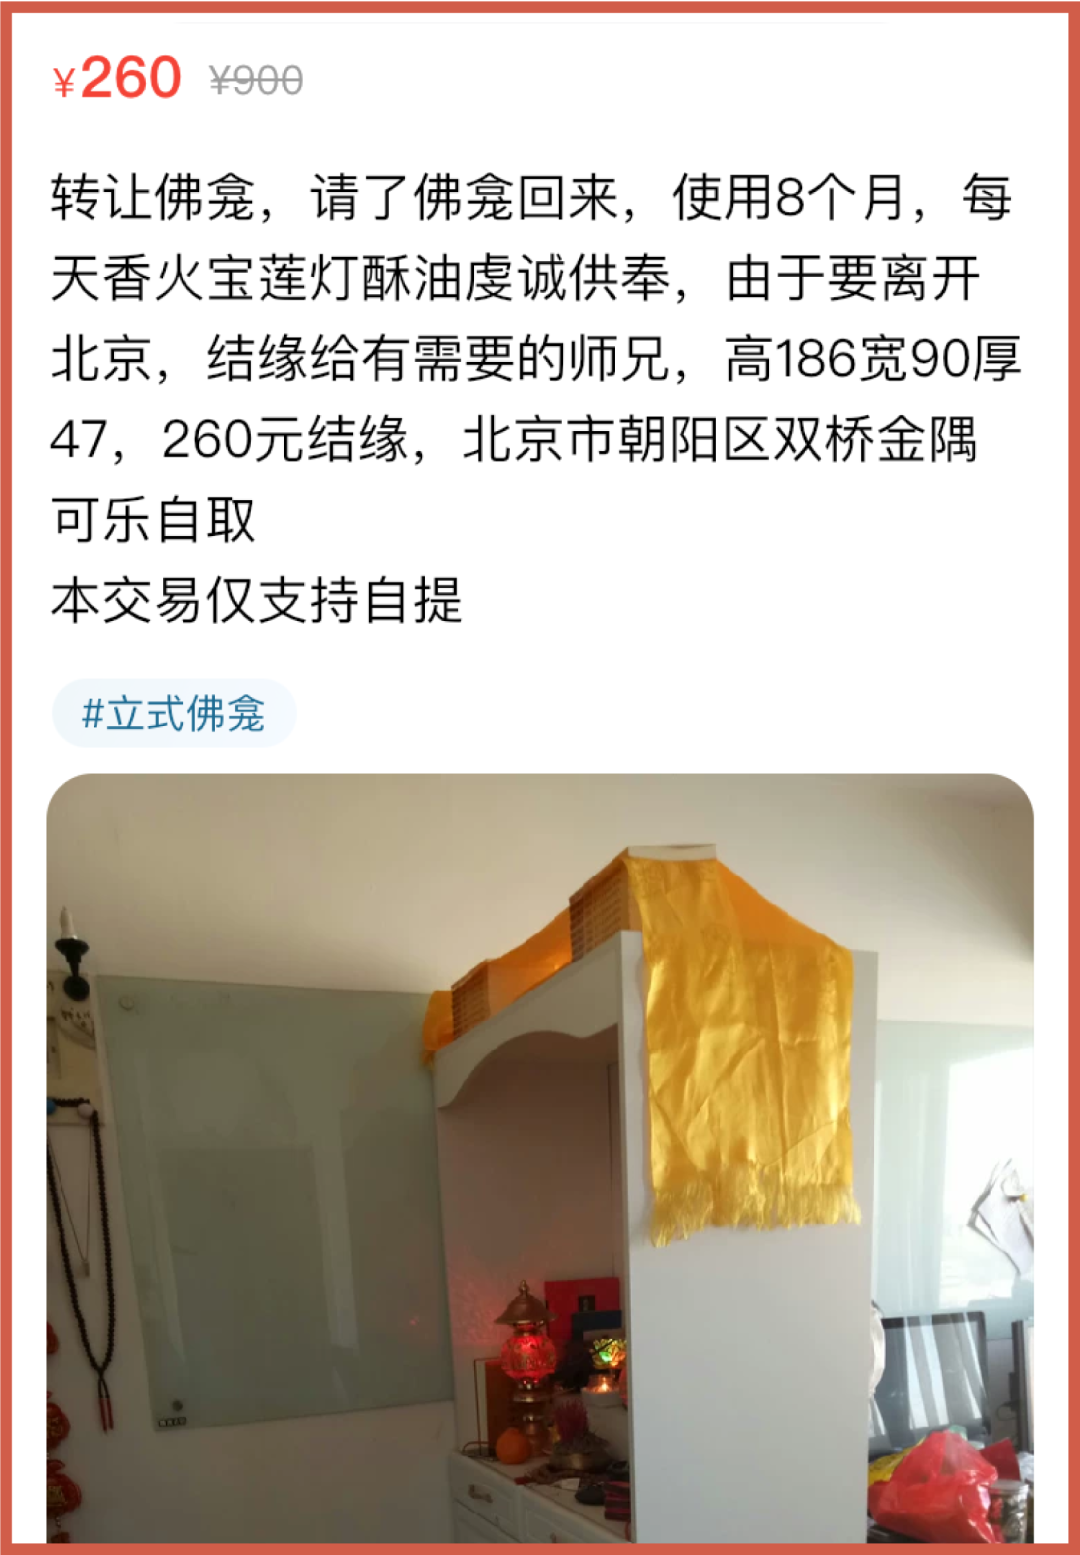 ¥260 ¥900
转让佛龛，请了佛龛回来，使用8个月，每
天香火宝莲灯酥油虔诚供奉，由于要离开
北京，结缘给有需要的师兄，高186宽90厚
47，260元结缘，北京市朝阳区双桥金隅
可乐自取
本交易仅支持自提
#立式佛龛